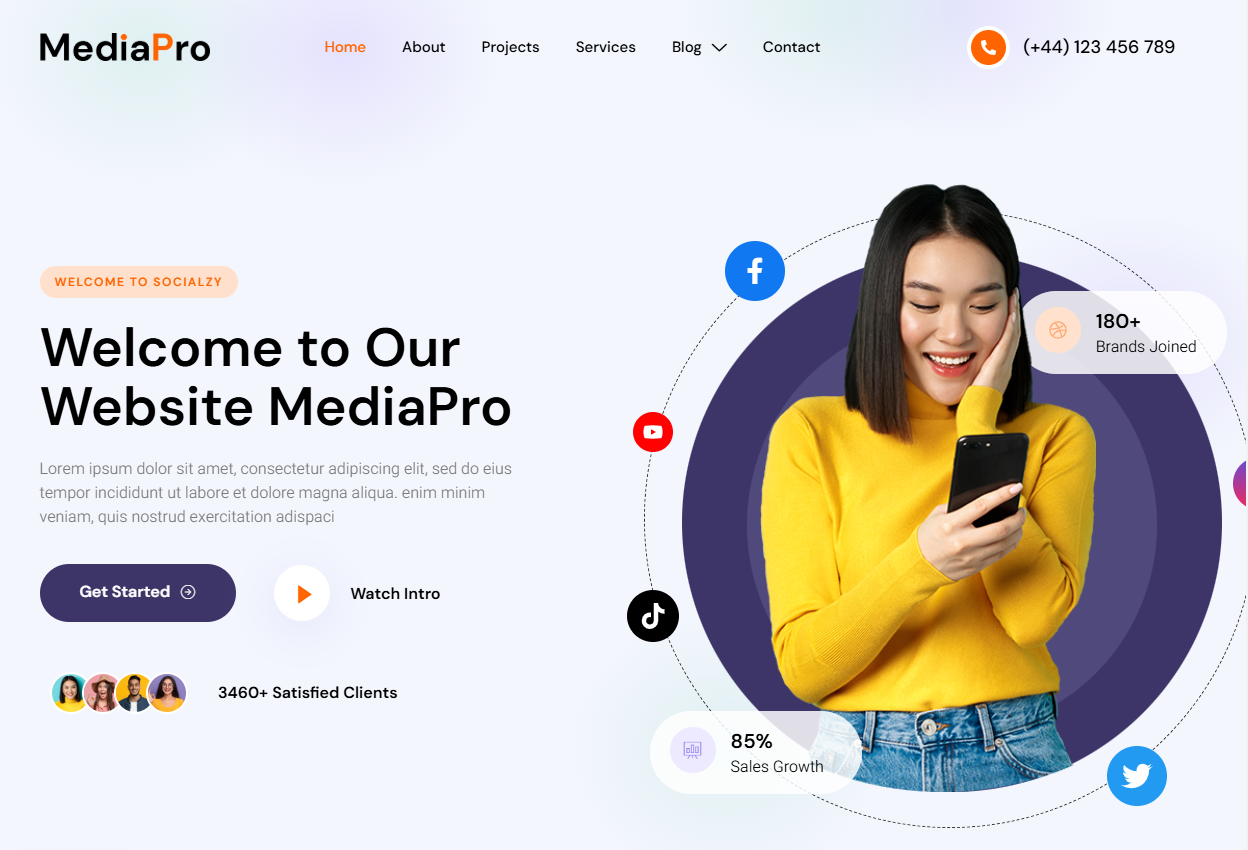 MediaPro
Home About Projects Services Blog Contact
(+44) 123 456 789
WELCOME TO SOCIALZY
Welcome to Our
Website MediaPro
Lorem ipsum dolor sit amet, consectetur adipiscing elit, sed do eius
tempor incididunt ut labore et dolore magna aliqua. enim minim
veniam, quis nostrud exercitation adispaci
Get Started
Watch Intro
3460+ Satisfied Clients
180+
Brands Joined
85%
Sales Growth